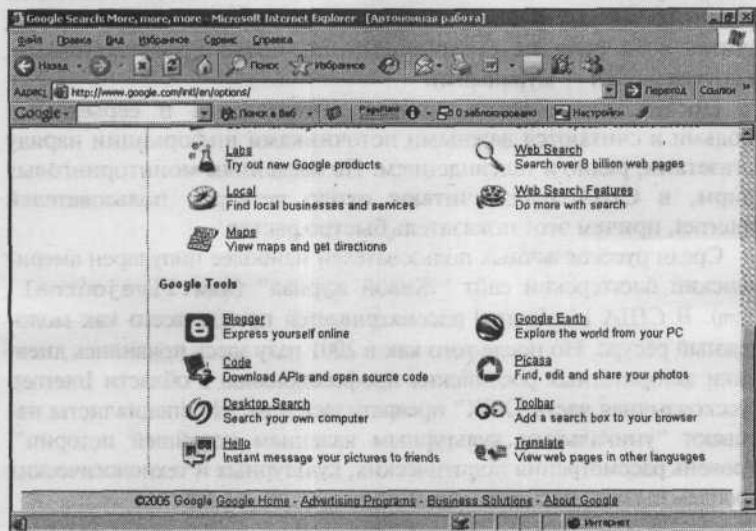 Google Search: More, more, more - Microsoft Internet Explorer - [Автономная работа]
Файл Правка Вид Избранное Сервис Справка
Назад Поиск Избранное
Адрес http://www.google.com/intl/en/options/ Переход Ссылки »
Google - Поиск в Веб PageRank 0 заблокировано Настройки
Labs
Try out new Google products
Local
Find local businesses and services
Maps
View maps and get directions
Web Search
Search over 8 billion web pages
Web Search Features
Do more with search
Google Tools
Blogger
Express yourself online
Code
Download APIs and open source code
Desktop Search
Search your own computer
Hello
Instant message your pictures to friends
Google Earth
Explore the world from your PC
Picasa
Find, edit and share your photos
Toolbar
Add a search box to your browser
Translate
View web pages in other languages
©2005 Google Google Home - Advertising Programs - Business Solutions - About Google
Интернет